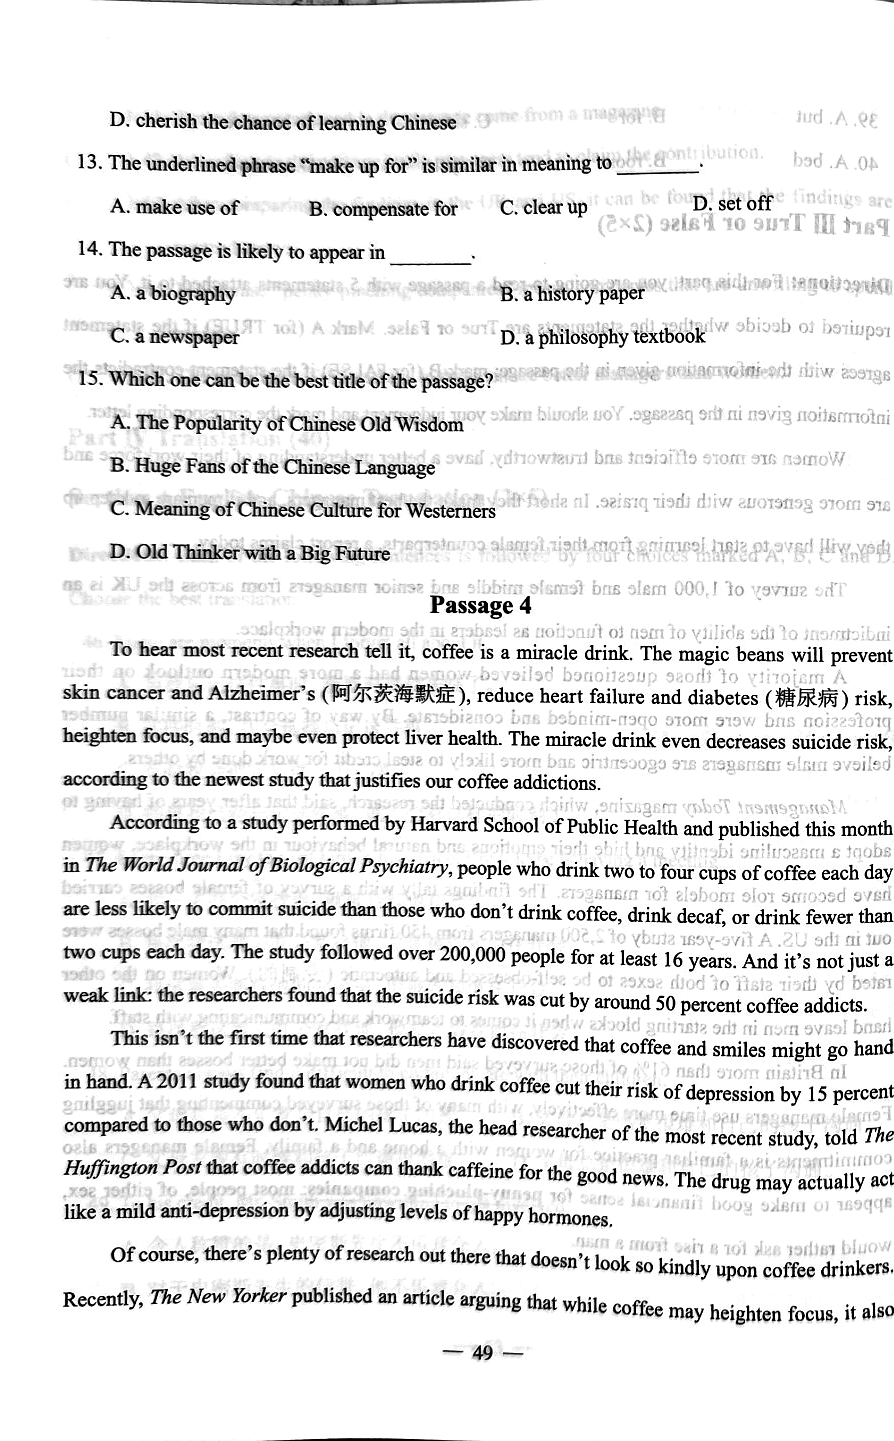 D. cherish the chance of learning Chinese
13. The underlined phrase “make up for” is similar in meaning to ________.
A. make use of B. compensate for C. clear up D. set off
14. The passage is likely to appear in ________.
A. a biography B. a history paper
C. a newspaper D. a philosophy textbook
15. Which one can be the best title of the passage?
A. The Popularity of Chinese Old Wisdom
B. Huge Fans of the Chinese Language
C. Meaning of Chinese Culture for Westerners
D. Old Thinker with a Big Future
Passage 4
To hear most recent research tell it, coffee is a miracle drink. The magic beans will prevent
skin cancer and Alzheimer’s (阿尔茨海默症), reduce heart failure and diabetes (糖尿病) risk,
heighten focus, and maybe even protect liver health. The miracle drink even decreases suicide risk,
according to the newest study that justifies our coffee addictions.
According to a study performed by Harvard School of Public Health and published this month
in The World Journal of Biological Psychiatry, people who drink two to four cups of coffee each day
are less likely to commit suicide than those who don’t drink coffee, drink decaf, or drink fewer than
two cups each day. The study followed over 200,000 people for at least 16 years. And it’s not just a
weak link: the researchers found that the suicide risk was cut by around 50 percent coffee addicts.
This isn’t the first time that researchers have discovered that coffee and smiles might go hand
in hand. A 2011 study found that women who drink coffee cut their risk of depression by 15 percent
compared to those who don’t. Michel Lucas, the head researcher of the most recent study, told The
Huffington Post that coffee addicts can thank caffeine for the good news. The drug may actually act
like a mild anti-depression by adjusting levels of happy hormones.
Of course, there’s plenty of research out there that doesn’t look so kindly upon coffee drinkers.
Recently, The New Yorker published an article arguing that while coffee may heighten focus, it also
— 49 —